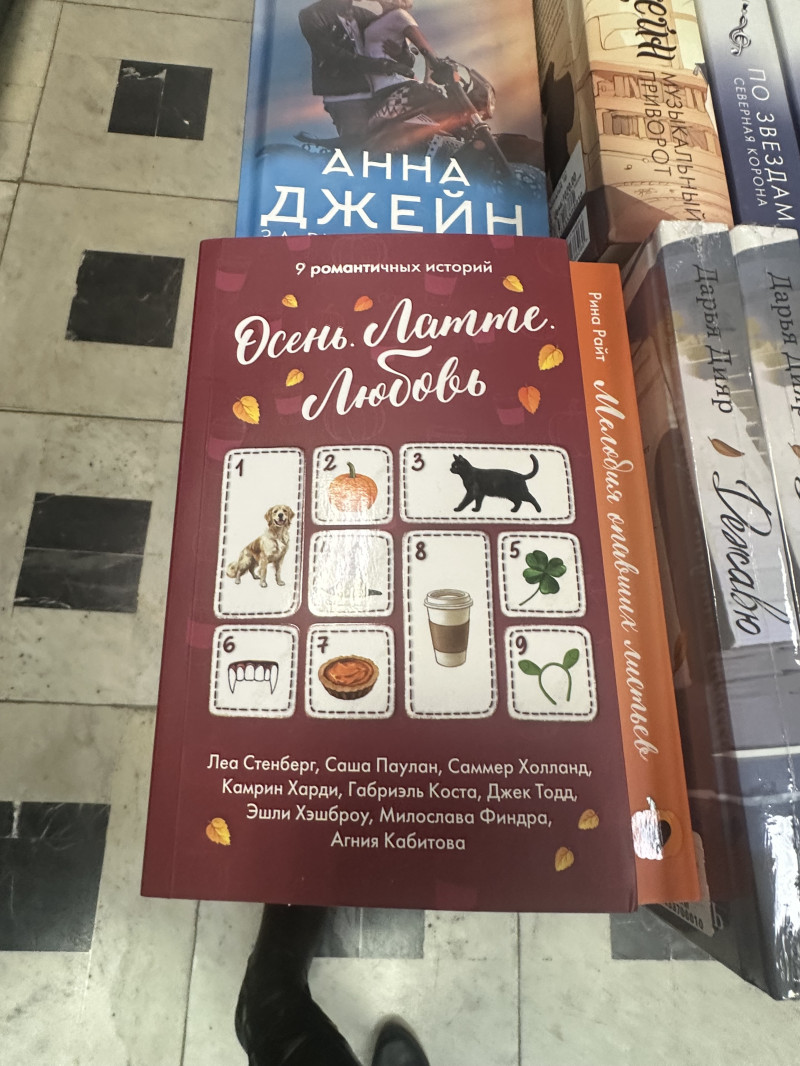 АННА
ДЖЕЙН
МУЗЫКАЛЬНЫЙ
ПРИВОРОТ
ПО ЗВЕЗДАМ
СЕВЕРНАЯ КОРОНА
9 романтичных историй
Осень. Латте.
Любовь
1
2
3
8
5
6
7
9
Леа Стенберг, Саша Паулан, Саммер Холланд,
Камрин Харди, Габриэль Коста, Джек Тодд,
Эшли Хэшброу, Милослава Финдра,
Агния Кабитова
Рина Райт Мелодия опавших листьев
Дарья Дияр Дежавю
Дарья Дияр